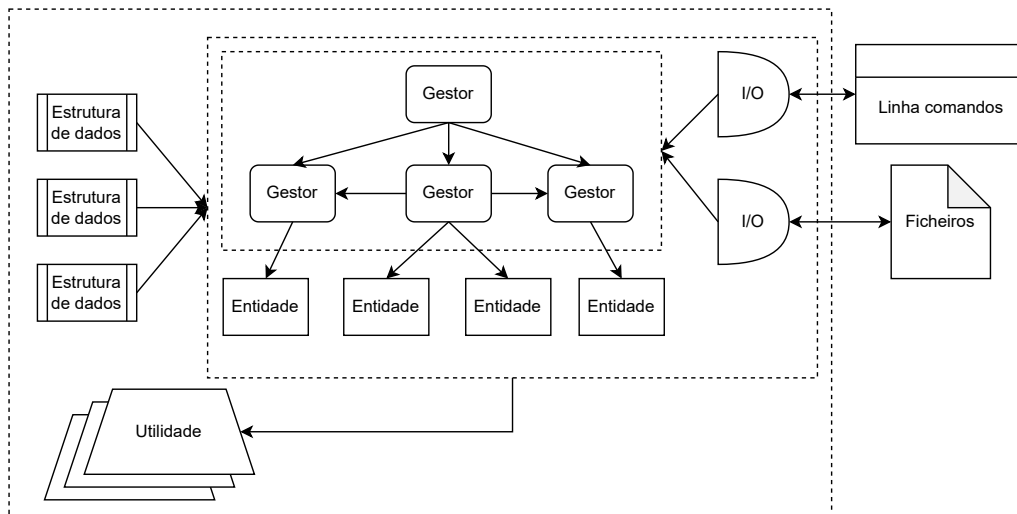 Gestor
I/O
Linha comandos
Estrutura
de dados
Gestor
Gestor
Gestor
Estrutura
de dados
I/O
Ficheiros
Estrutura
de dados
Entidade
Entidade
Entidade
Entidade
Utilidade